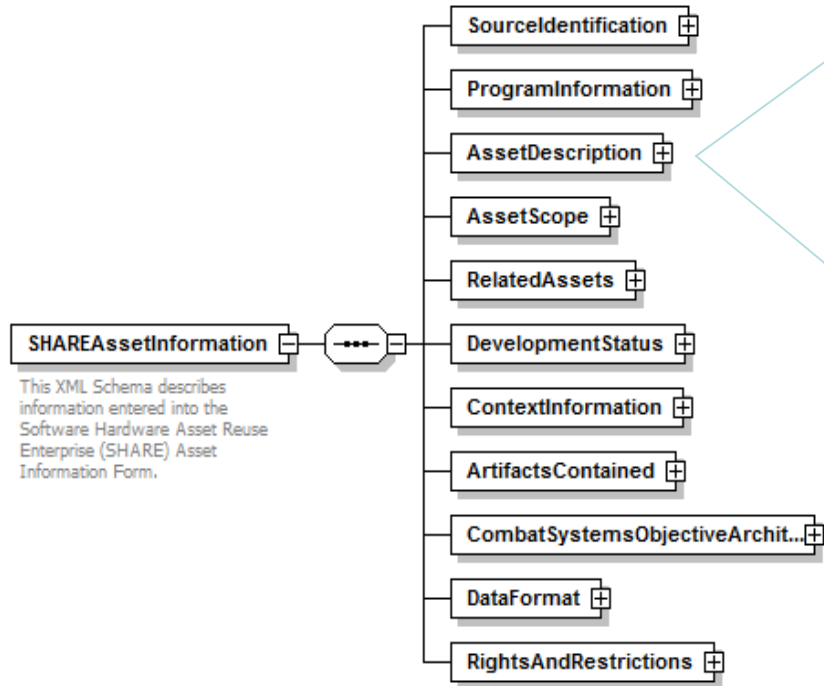 SourceIdentification
ProgramInformation
AssetDescription
AssetScope
RelatedAssets
SHAREAssetInformation
DevelopmentStatus
This XML Schema describes
information entered into the
Software Hardware Asset Reuse
Enterprise (SHARE) Asset
Information Form.
ContextInformation
ArtifactsContained
CombatSystemsObjectiveArchit...
DataFormat
RightsAndRestrictions